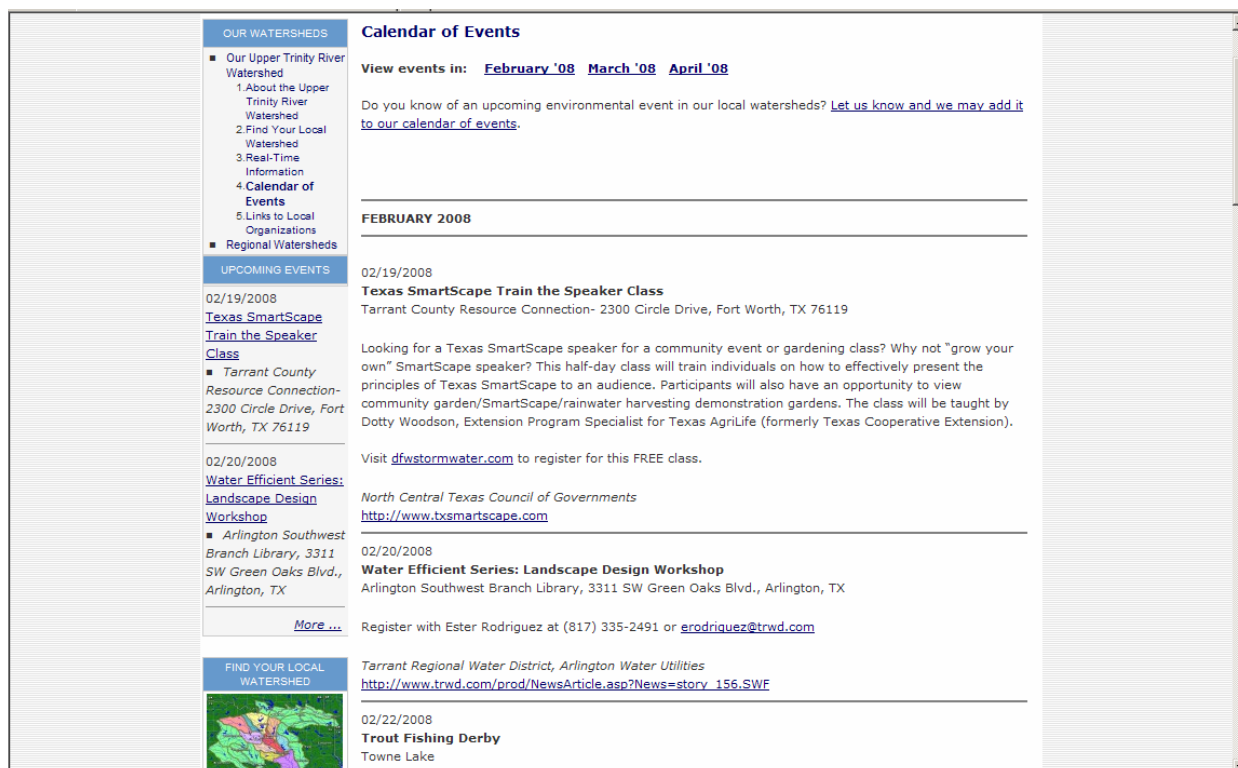 OUR WATERSHEDS
■ Our Upper Trinity River
Watershed
1.About the Upper
Trinity River
Watershed
2.Find Your Local
Watershed
3.Real-Time
Information
4.Calendar of
Events
5.Links to Local
Organizations
■ Regional Watersheds
UPCOMING EVENTS
02/19/2008
Texas SmartScape
Train the Speaker
Class
■ Tarrant County
Resource Connection-
2300 Circle Drive, Fort
Worth, TX 76119
02/20/2008
Water Efficient Series:
Landscape Design
Workshop
■ Arlington Southwest
Branch Library, 3311
SW Green Oaks Blvd.,
Arlington, TX
More ...
FIND YOUR LOCAL
WATERSHED
Calendar of Events
View events in: February '08 March '08 April '08
Do you know of an upcoming environmental event in our local watersheds? Let us know and we may add it
to our calendar of events.
FEBRUARY 2008
02/19/2008
Texas SmartScape Train the Speaker Class
Tarrant County Resource Connection- 2300 Circle Drive, Fort Worth, TX 76119
Looking for a Texas SmartScape speaker for a community event or gardening class? Why not "grow your
own" SmartScape speaker? This half-day class will train individuals on how to effectively present the
principles of Texas SmartScape to an audience. Participants will also have an opportunity to view
community garden/SmartScape/rainwater harvesting demonstration gardens. The class will be taught by
Dotty Woodson, Extension Program Specialist for Texas AgriLife (formerly Texas Cooperative Extension).
Visit dfwstormwater.com to register for this FREE class.
North Central Texas Council of Governments
http://www.txsmartscape.com
02/20/2008
Water Efficient Series: Landscape Design Workshop
Arlington Southwest Branch Library, 3311 SW Green Oaks Blvd., Arlington, TX
Register with Ester Rodriguez at (817) 335-2491 or erodriquez@trwd.com
Tarrant Regional Water District, Arlington Water Utilities
http://www.trwd.com/prod/NewsArticle.asp?News=story_156.SWF
02/22/2008
Trout Fishing Derby
Towne Lake